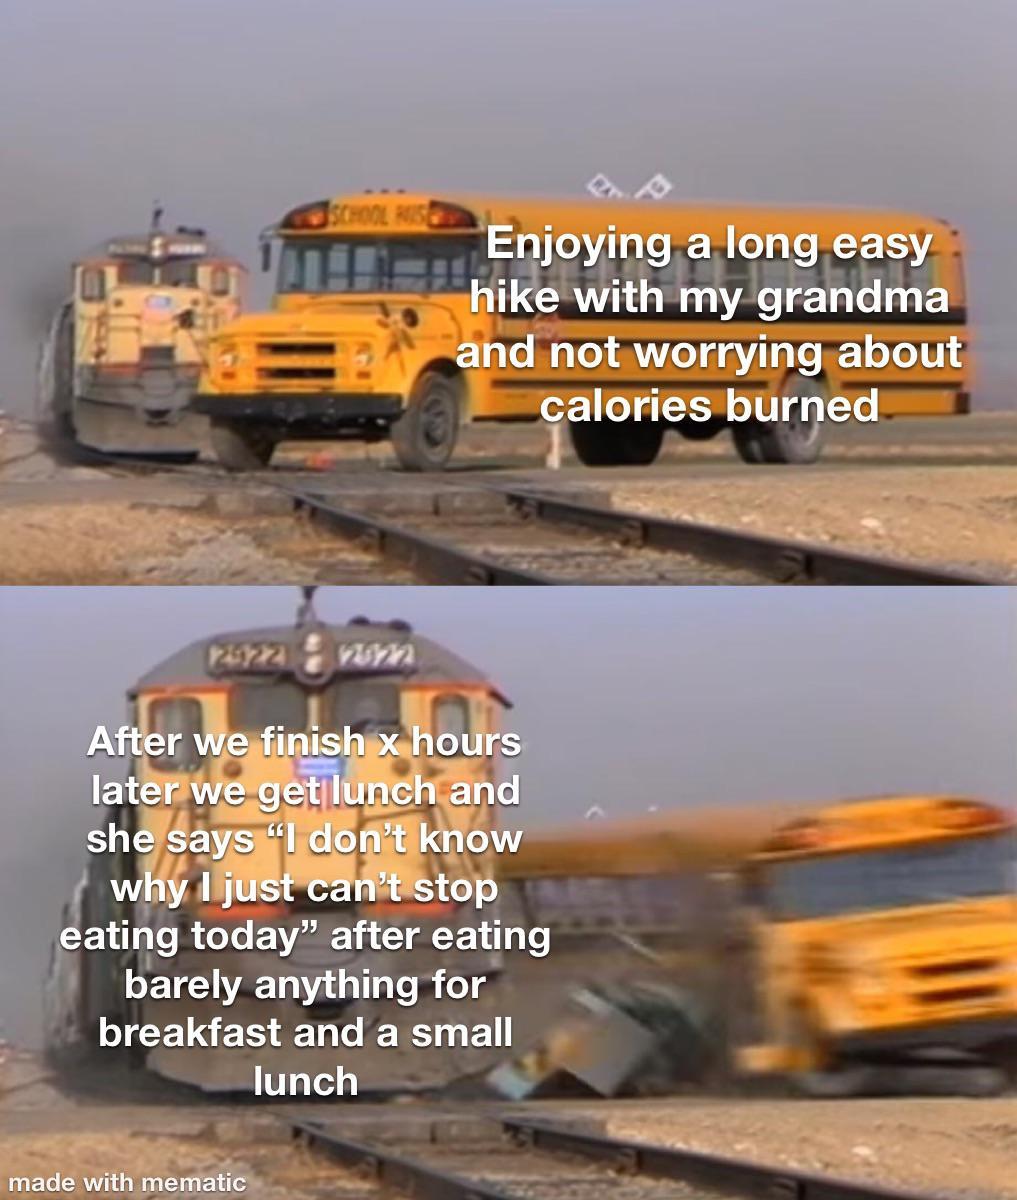 SCHOOL BUS
Enjoying a long easy
hike with my grandma
and not worrying about
calories burned
2922 2922
After we finish x hours
later we get lunch and
she says “I don’t know
why I just can’t stop
eating today” after eating
barely anything for
breakfast and a small
lunch
made with mematic